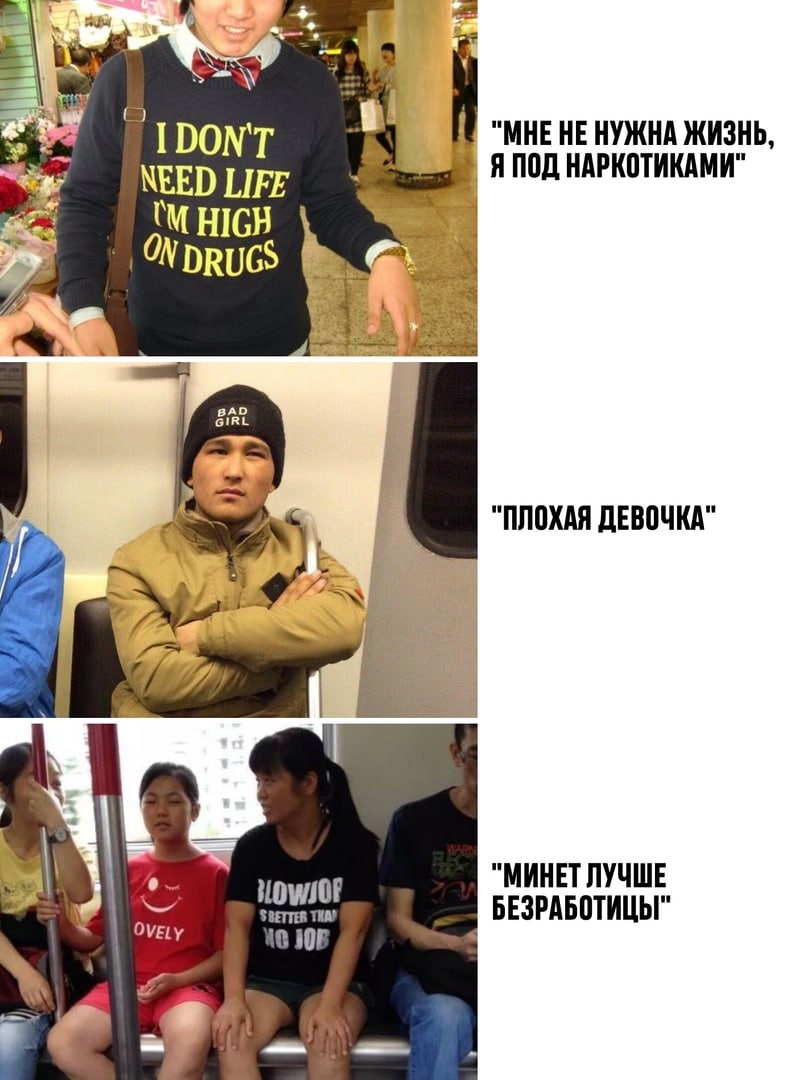 I DON'T
NEED LIFE
I'M HIGH
ON DRUGS
"МНЕ НЕ НУЖНА ЖИЗНЬ,
Я ПОД НАРКОТИКАМИ"
BAD
GIRL
"ПЛОХАЯ ДЕВОЧКА"
OVELY
BLOWJOB
IS BETTER THAN
NO JOB
WARN
"МИНЕТ ЛУЧШЕ
БЕЗРАБОТИЦЫ"